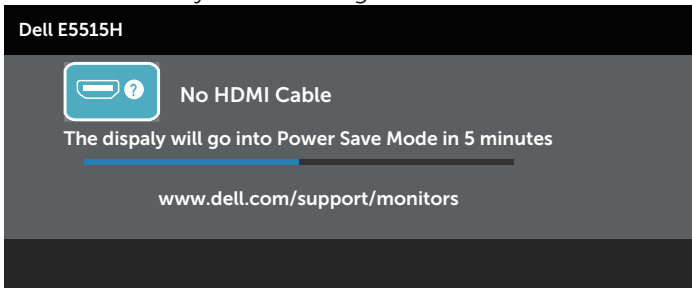 Dell E5515H
?
No HDMI Cable
The dispaly will go into Power Save Mode in 5 minutes
www.dell.com/support/monitors